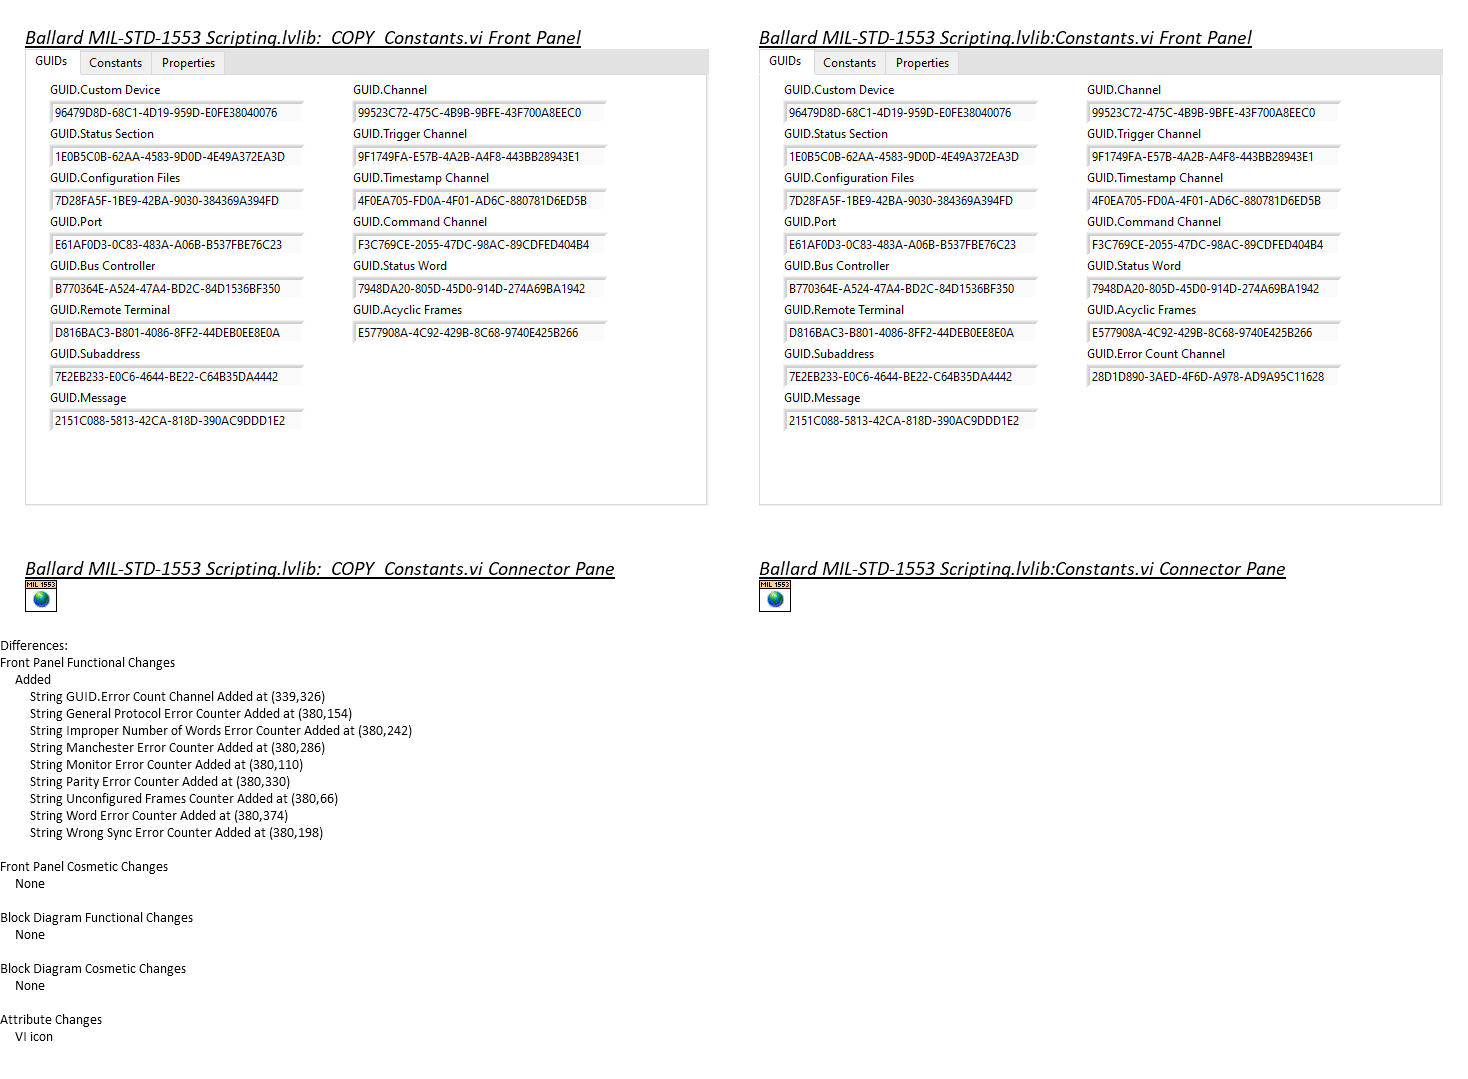 Ballard MIL-STD-1553 Scripting.lvlib:_COPY_Constants.vi Front Panel
GUIDs Constants Properties
GUID.Custom Device GUID.Channel
96479D8D-68C1-4D19-959D-E0FE38040076 99523C72-475C-4B9B-9BFE-43F700A8EEC0
GUID.Status Section GUID.Trigger Channel
1E0B5C0B-62AA-4583-9D0D-4E49A372EA3D 9F1749FA-E57B-4A2B-A4F8-443BB28943E1
GUID.Configuration Files GUID.Timestamp Channel
7D28FA5F-1BE9-42BA-9030-384369A394FD 4F0EA705-FD0A-4F01-AD6C-880781D6ED5B
GUID.Port GUID.Command Channel
E61AF0D3-0C83-483A-A06B-B537FBE76C23 F3C769CE-2055-47DC-98AC-89CDFED404B4
GUID.Bus Controller GUID.Status Word
B770364E-A524-47A4-BD2C-84D1536BF350 7948DA20-805D-45D0-914D-274A69BA1942
GUID.Remote Terminal GUID.Acyclic Frames
D816BAC3-B801-4086-8FF2-44DEB0EE8E0A E577908A-4C92-429B-8C68-9740E425B266
GUID.Subaddress
7E2EB233-E0C6-4644-BE22-C64B35DA4442
GUID.Message
2151C088-5813-42CA-818D-390AC9DDD1E2
Ballard MIL-STD-1553 Scripting.lvlib:Constants.vi Front Panel
GUIDs Constants Properties
GUID.Custom Device GUID.Channel
96479D8D-68C1-4D19-959D-E0FE38040076 99523C72-475C-4B9B-9BFE-43F700A8EEC0
GUID.Status Section GUID.Trigger Channel
1E0B5C0B-62AA-4583-9D0D-4E49A372EA3D 9F1749FA-E57B-4A2B-A4F8-443BB28943E1
GUID.Configuration Files GUID.Timestamp Channel
7D28FA5F-1BE9-42BA-9030-384369A394FD 4F0EA705-FD0A-4F01-AD6C-880781D6ED5B
GUID.Port GUID.Command Channel
E61AF0D3-0C83-483A-A06B-B537FBE76C23 F3C769CE-2055-47DC-98AC-89CDFED404B4
GUID.Bus Controller GUID.Status Word
B770364E-A524-47A4-BD2C-84D1536BF350 7948DA20-805D-45D0-914D-274A69BA1942
GUID.Remote Terminal GUID.Acyclic Frames
D816BAC3-B801-4086-8FF2-44DEB0EE8E0A E577908A-4C92-429B-8C68-9740E425B266
GUID.Subaddress GUID.Error Count Channel
7E2EB233-E0C6-4644-BE22-C64B35DA4442 28D1D890-3AED-4F6D-A978-AD9A95C11628
GUID.Message
2151C088-5813-42CA-818D-390AC9DDD1E2
Ballard MIL-STD-1553 Scripting.lvlib:_COPY_Constants.vi Connector Pane
MIL 1553
Ballard MIL-STD-1553 Scripting.lvlib:Constants.vi Connector Pane
MIL 1553
Differences:
Front Panel Functional Changes
Added
String GUID.Error Count Channel Added at (339,326)
String General Protocol Error Counter Added at (380,154)
String Improper Number of Words Error Counter Added at (380,242)
String Manchester Error Counter Added at (380,286)
String Monitor Error Counter Added at (380,110)
String Parity Error Counter Added at (380,330)
String Unconfigured Frames Counter Added at (380,66)
String Word Error Counter Added at (380,374)
String Wrong Sync Error Counter Added at (380,198)
Front Panel Cosmetic Changes
None
Block Diagram Functional Changes
None
Block Diagram Cosmetic Changes
None
Attribute Changes
VI icon